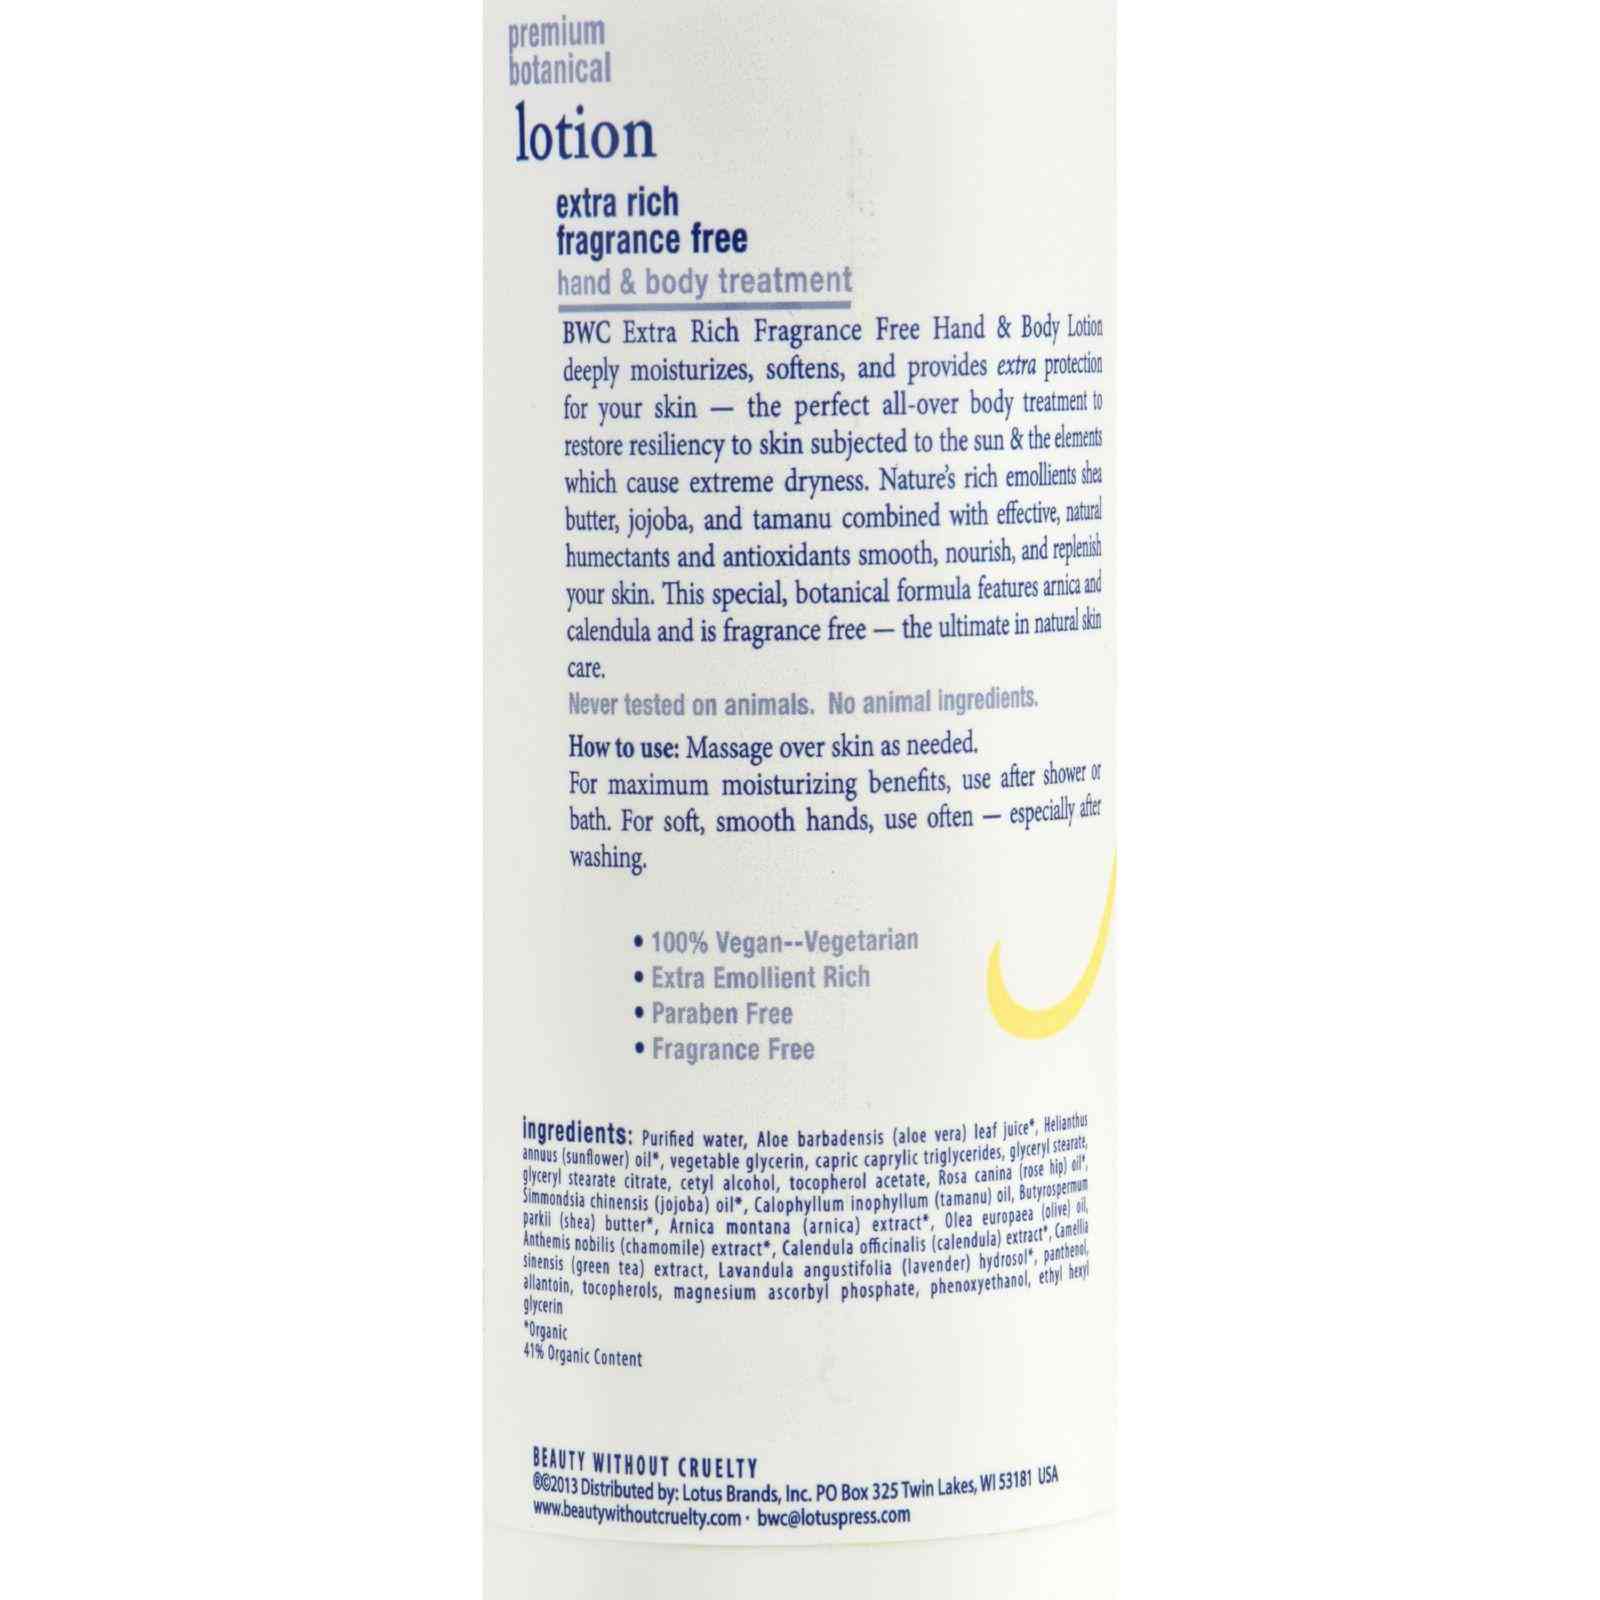 premium
botanical
lotion
extra rich
fragrance free
hand & body treatment
BWC Extra Rich Fragrance Free Hand & Body Lotion
deeply moisturizes, softens, and provides extra protection
for your skin — the perfect all-over body treatment to
restore resiliency to skin subjected to the sun & the elements
which cause extreme dryness. Nature's rich emollients shea
butter, jojoba, and tamanu combined with effective, natural
humectants and antioxidants smooth, nourish, and replenish
your skin. This special, botanical formula features arnica and
calendula and is fragrance free — the ultimate in natural skin
care.
Never tested on animals. No animal ingredients.
How to use: Massage over skin as needed.
For maximum moisturizing benefits, use after shower or
bath. For soft, smooth hands, use often — especially after
washing.
• 100% Vegan--Vegetarian
• Extra Emollient Rich
• Paraben Free
• Fragrance Free
ingredients: Purified water, Aloe barbadensis (aloe vera) leaf juice*, Helianthus
annuus (sunflower) oil*, vegetable glycerin, capric caprylic triglycerides, glyceryl stearate,
glyceryl stearate citrate, cetyl alcohol, tocopherol acetate, Rosa canina (rose hip) oil*,
Simmondsia chinensis (jojoba) oil*, Calophyllum inophyllum (tamanu) oil, Butyrospermum
parkii (shea) butter*, Arnica montana (arnica) extract*, Olea europaea (olive) oil,
Anthemis nobilis (chamomile) extract*, Calendula officinalis (calendula) extract*, Camellia
sinensis (green tea) extract, Lavandula angustifolia (lavender) hydrosol*, panthenol,
allantoin, tocopherols, magnesium ascorbyl phosphate, phenoxyethanol, ethyl hexyl
glycerin
*Organic
41% Organic Content
BEAUTY WITHOUT CRUELTY
®©2013 Distributed by: Lotus Brands, Inc. PO Box 325 Twin Lakes, WI 53181 USA
www.beautywithoutcruelty.com · bwc@lotuspress.com